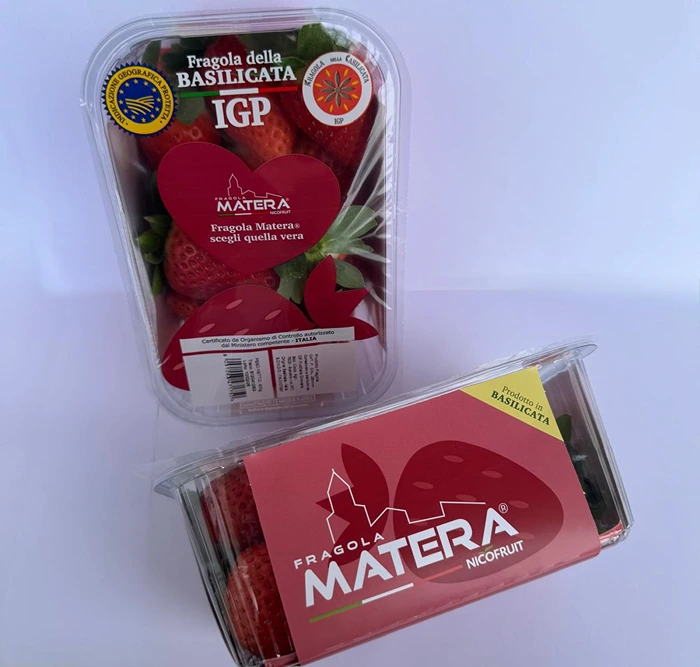 Fragola della
BASILICATA
IGP
INDICAZIONE GEOGRAFICA PROTETTA
FRAGOLA DELLA BASILICATA
IGP
FRAGOLA
MATERA®
NICOFRUIT
Fragola Matera®
scegli quella vera
Certificato da Organismo di Controllo autorizzato
dal Ministero competente - ITALIA
Prodotto in
BASILICATA
FRAGOLA
MATERA®
NICOFRUIT